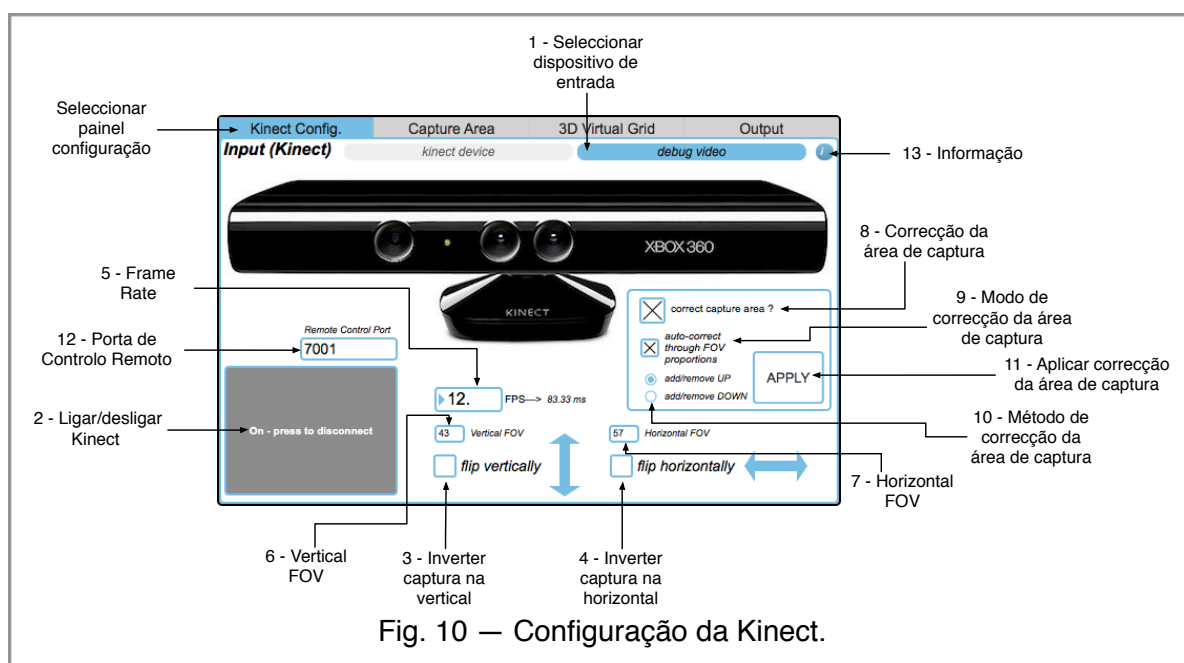 1 - Seleccionar
dispositivo de
entrada
Seleccionar
painel
configuração
Kinect Config.
Capture Area
3D Virtual Grid
Output
Input (Kinect)
kinect device
debug video
i
13 - Informação
XBOX 360
8 - Correcção da
área de captura
5 - Frame
Rate
KINECT
correct capture area ?
9 - Modo de
correcção da área
de captura
12 - Porta de
Controlo Remoto
Remote Control Port
7001
auto-correct
through FOV
proportions
add/remove UP
add/remove DOWN
APPLY
11 - Aplicar correcção
da área de captura
12.
FPS—> 83.33 ms
2 - Ligar/desligar
Kinect
On - press to disconnect
43
Vertical FOV
57
Horizontal FOV
10 - Método de
correcção da
área de captura
flip vertically
flip horizontally
7 - Horizontal
FOV
6 - Vertical
FOV
3 - Inverter
captura na
vertical
4 - Inverter
captura na
horizontal
Fig. 10 — Configuração da Kinect.